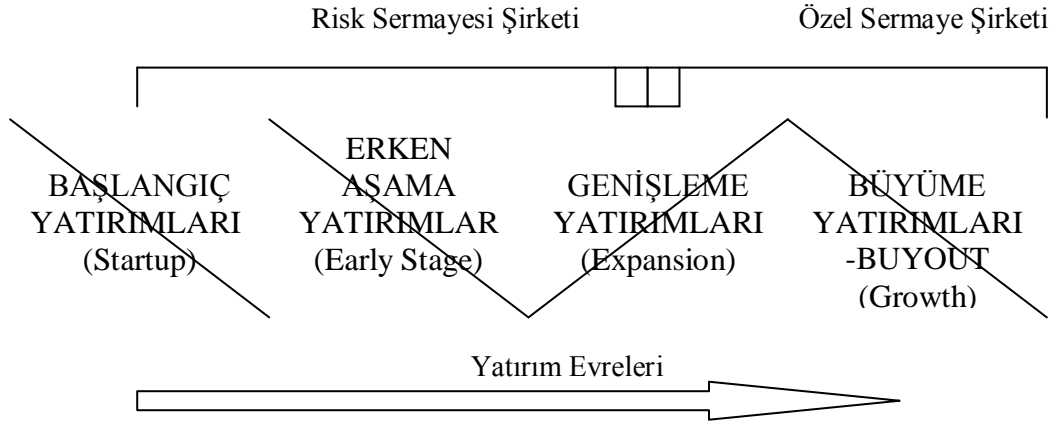 Risk Sermayesi Şirketi
Özel Sermaye Şirketi
BAŞLANGIÇ
YATIRIMLARI
(Startup)
ERKEN
AŞAMA
YATIRIMLAR
(Early Stage)
GENİŞLEME
YATIRIMLARI
(Expansion)
BÜYÜME
YATIRIMLARI
-BUYOUT
(Growth)
Yatırım Evreleri